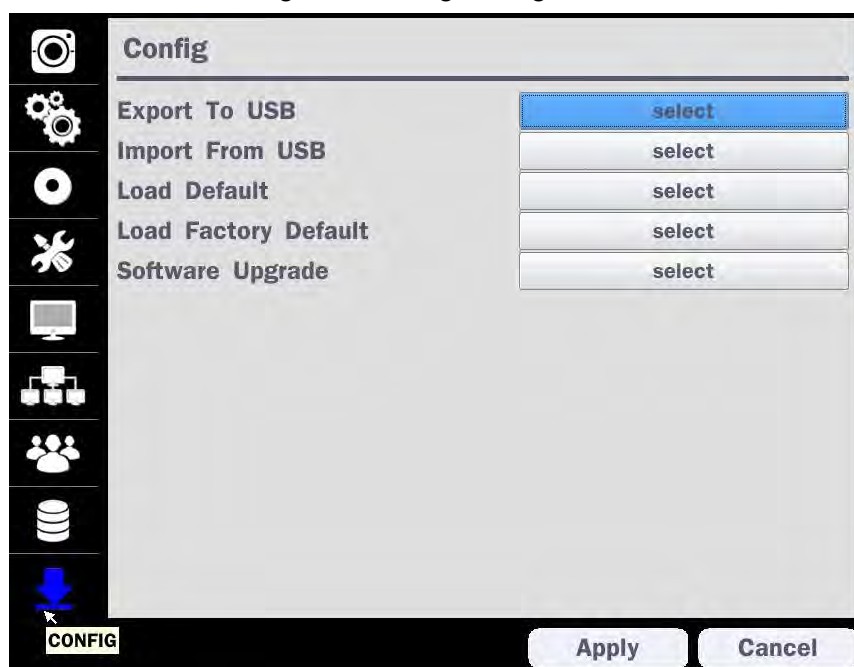 Config
Export To USB select
Import From USB select
Load Default select
Load Factory Default select
Software Upgrade select
CONFIG
Apply Cancel